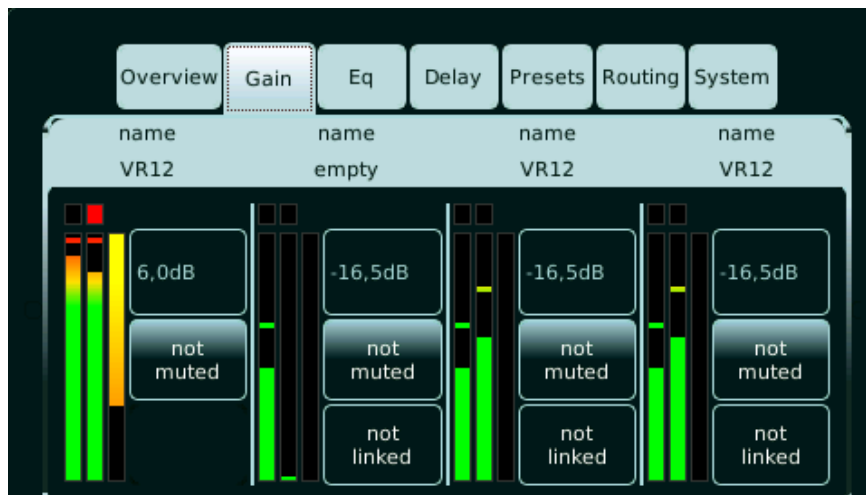 Overview Gain Eq Delay Presets Routing System
name name name name
VR12 empty VR12 VR12
6,0dB -16,5dB -16,5dB -16,5dB
not not not not
muted muted muted muted
not not not
linked linked linked